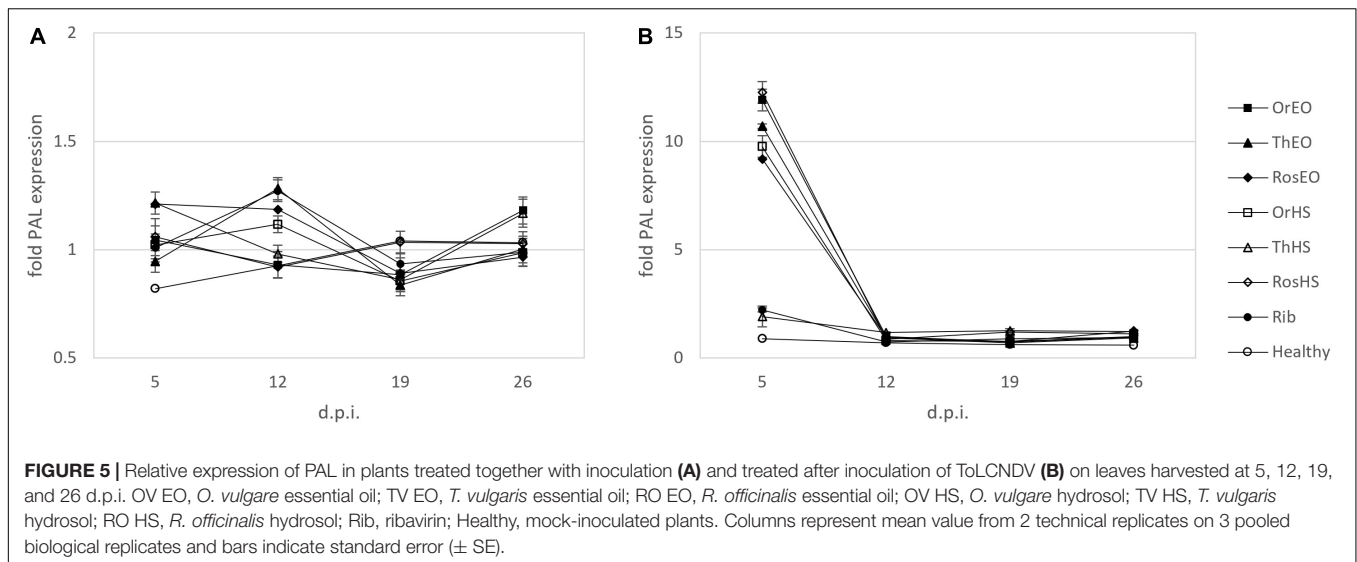 A
B
2
1.5
1
0.5
fold PAL expression
5 12 19 26
d.p.i.
15
10
5
0
fold PAL expression
5 12 19 26
d.p.i.
OrEO
ThEO
RosEO
OrHS
ThHS
RosHS
Rib
Healthy
FIGURE 5 | Relative expression of PAL in plants treated together with inoculation (A) and treated after inoculation of ToLCNDV (B) on leaves harvested at 5, 12, 19,
and 26 d.p.i. OV EO, O. vulgare essential oil; TV EO, T. vulgaris essential oil; RO EO, R. officinalis essential oil; OV HS, O. vulgare hydrosol; TV HS, T. vulgaris
hydrosol; RO HS, R. officinalis hydrosol; Rib, ribavirin; Healthy, mock-inoculated plants. Columns represent mean value from 2 technical replicates on 3 pooled
biological replicates and bars indicate standard error (± SE).